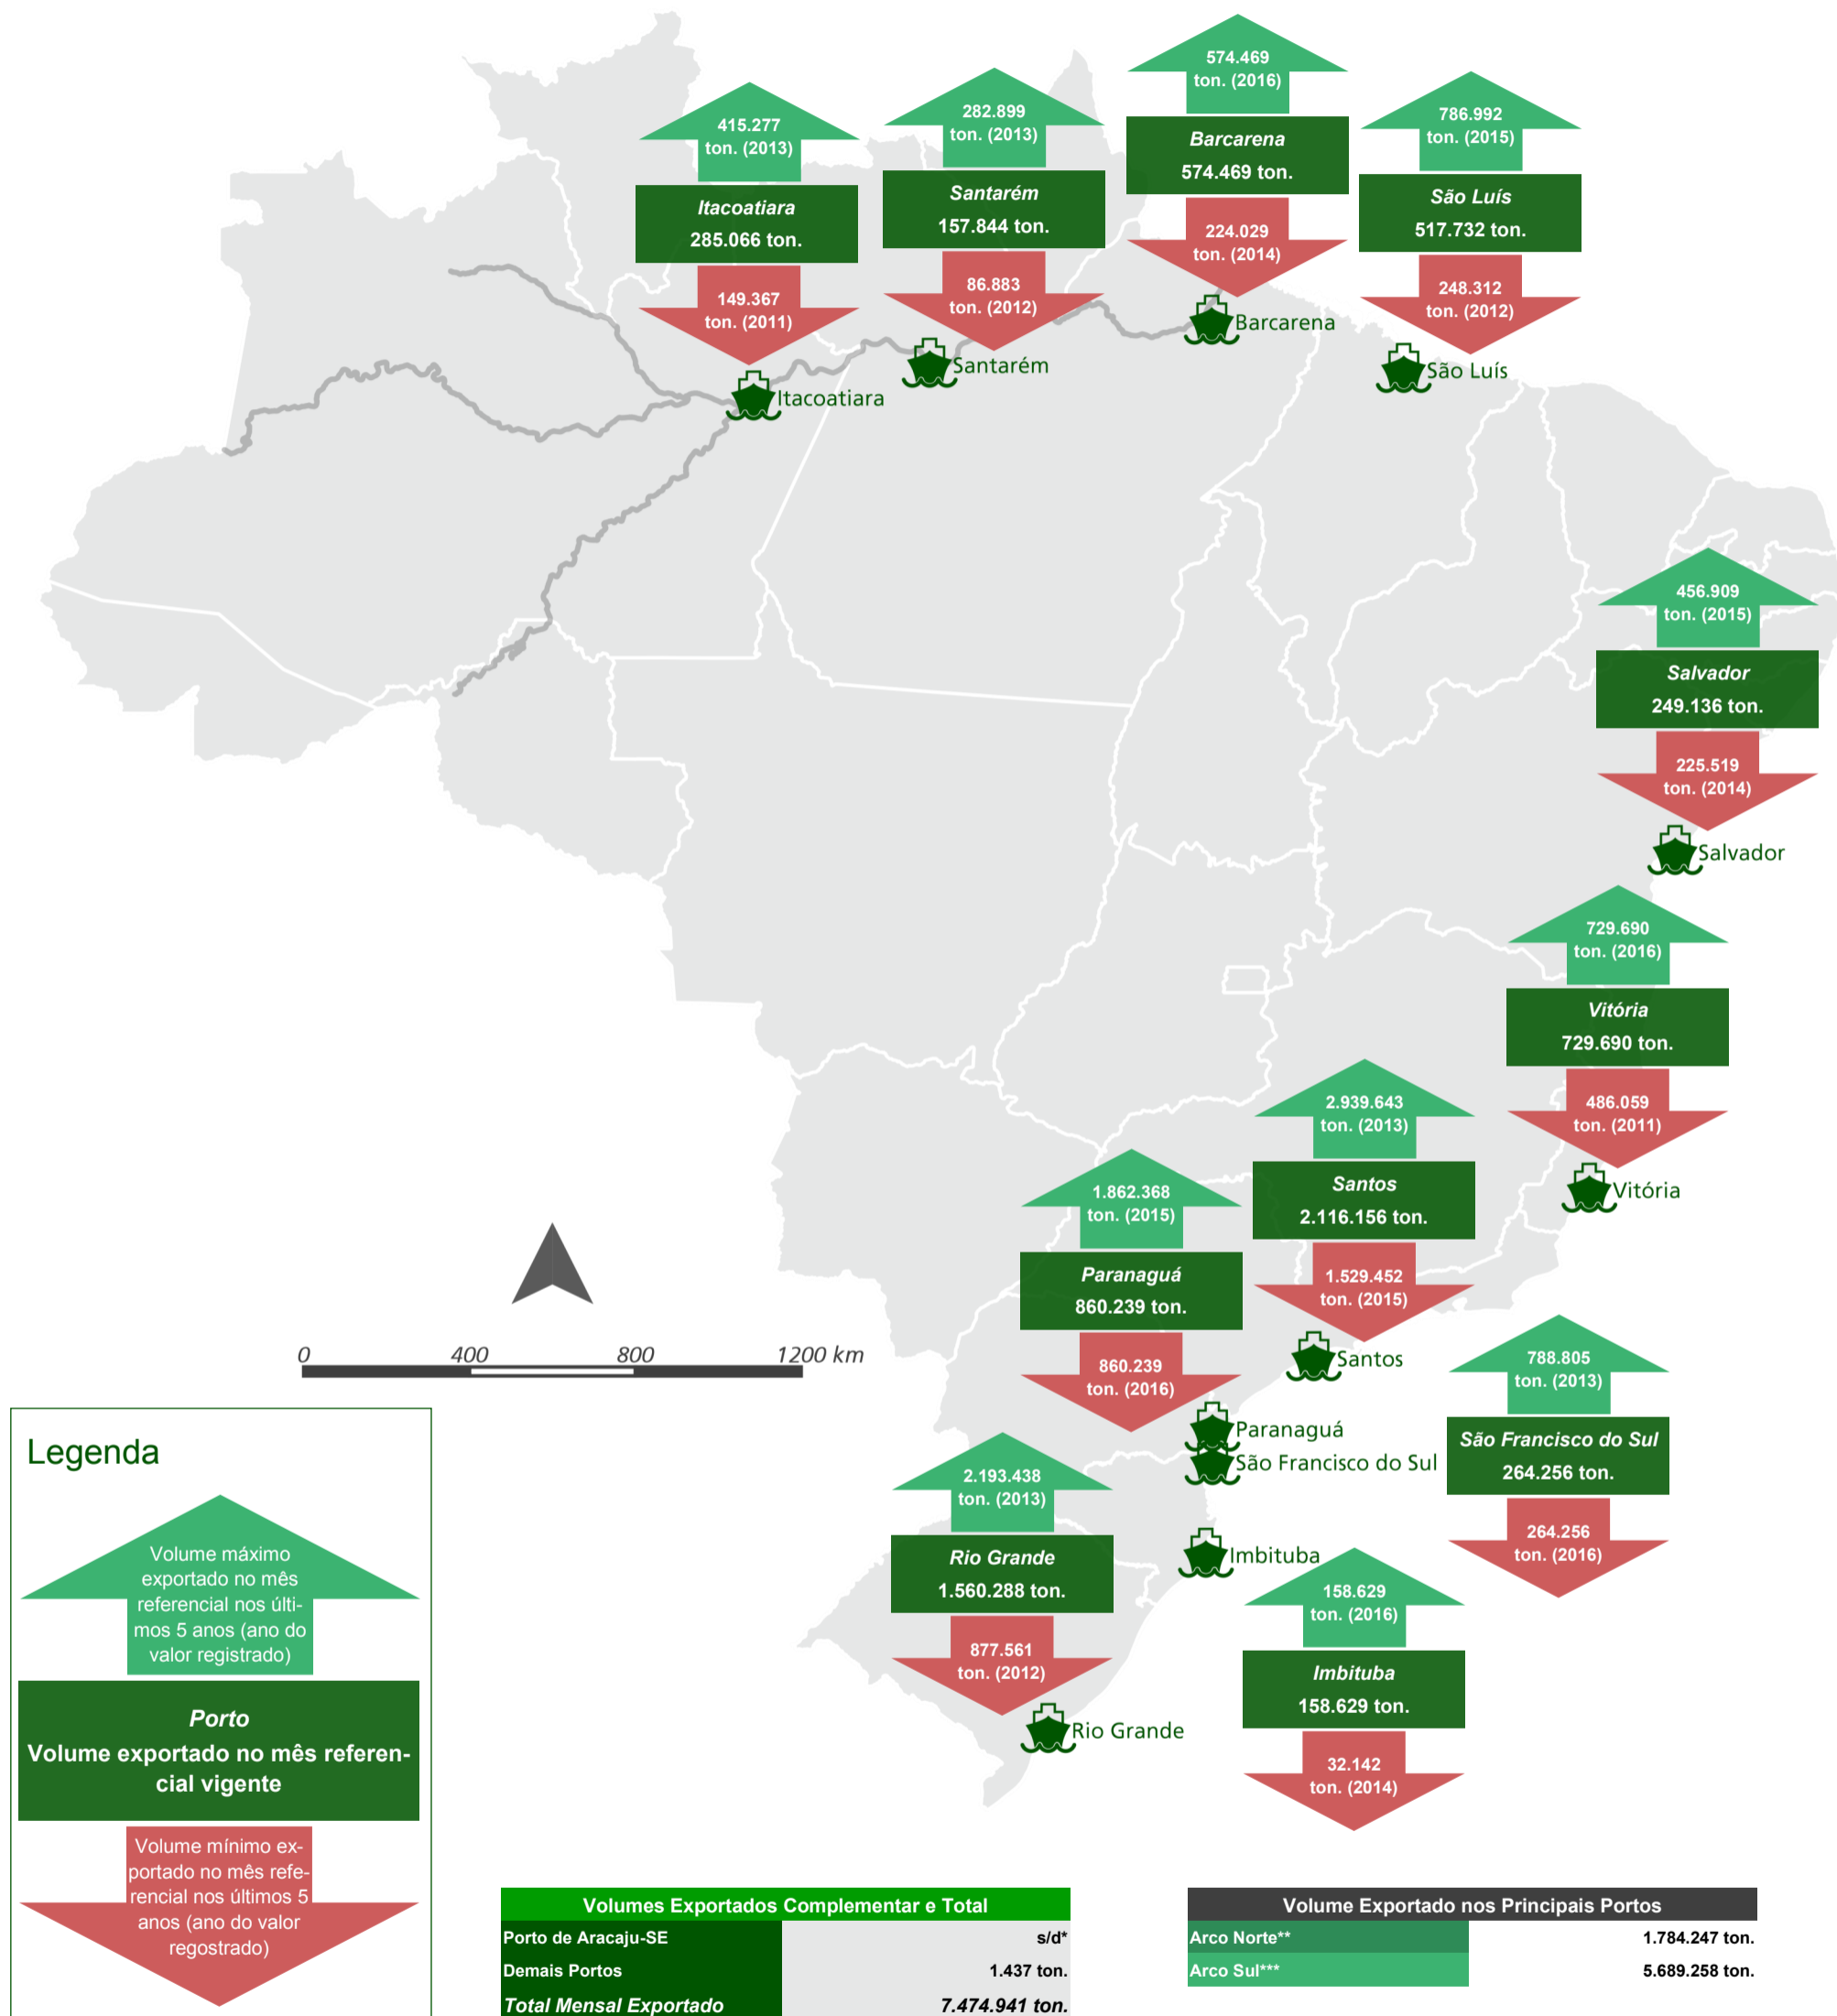 574.469
ton. (2016)
Barcarena
574.469 ton.
224.029
ton. (2014)
Barcarena
415.277
ton. (2013)
Itacoatiara
285.066 ton.
149.367
ton. (2011)
Itacoatiara
282.899
ton. (2013)
Santarém
157.844 ton.
86.883
ton. (2012)
Santarém
786.992
ton. (2015)
São Luís
517.732 ton.
248.312
ton. (2012)
São Luís
456.909
ton. (2015)
Salvador
249.136 ton.
225.519
ton. (2014)
Salvador
729.690
ton. (2016)
Vitória
729.690 ton.
486.059
ton. (2011)
Vitória
2.939.643
ton. (2013)
Santos
2.116.156 ton.
1.529.452
ton. (2015)
Santos
1.862.368
ton. (2015)
Paranaguá
860.239 ton.
860.239
ton. (2016)
Paranaguá
São Francisco do Sul
788.805
ton. (2013)
São Francisco do Sul
264.256 ton.
264.256
ton. (2016)
2.193.438
ton. (2013)
Rio Grande
1.560.288 ton.
877.561
ton. (2012)
Rio Grande
Imbituba
158.629
ton. (2016)
Imbituba
158.629 ton.
32.142
ton. (2014)
0 400 800 1200 km
Legenda
Volume máximo
exportado no mês
referencial nos últi-
mos 5 anos (ano do
valor registrado)
Porto
Volume exportado no mês referen-
cial vigente
Volume mínimo ex-
portado no mês refe-
rencial nos últimos 5
anos (ano do valor
regostrado)
Volumes Exportados Complementar e Total
Porto de Aracaju-SE s/d*
Demais Portos 1.437 ton.
Total Mensal Exportado 7.474.941 ton.
Volume Exportado nos Principais Portos
Arco Norte** 1.784.247 ton.
Arco Sul*** 5.689.258 ton.